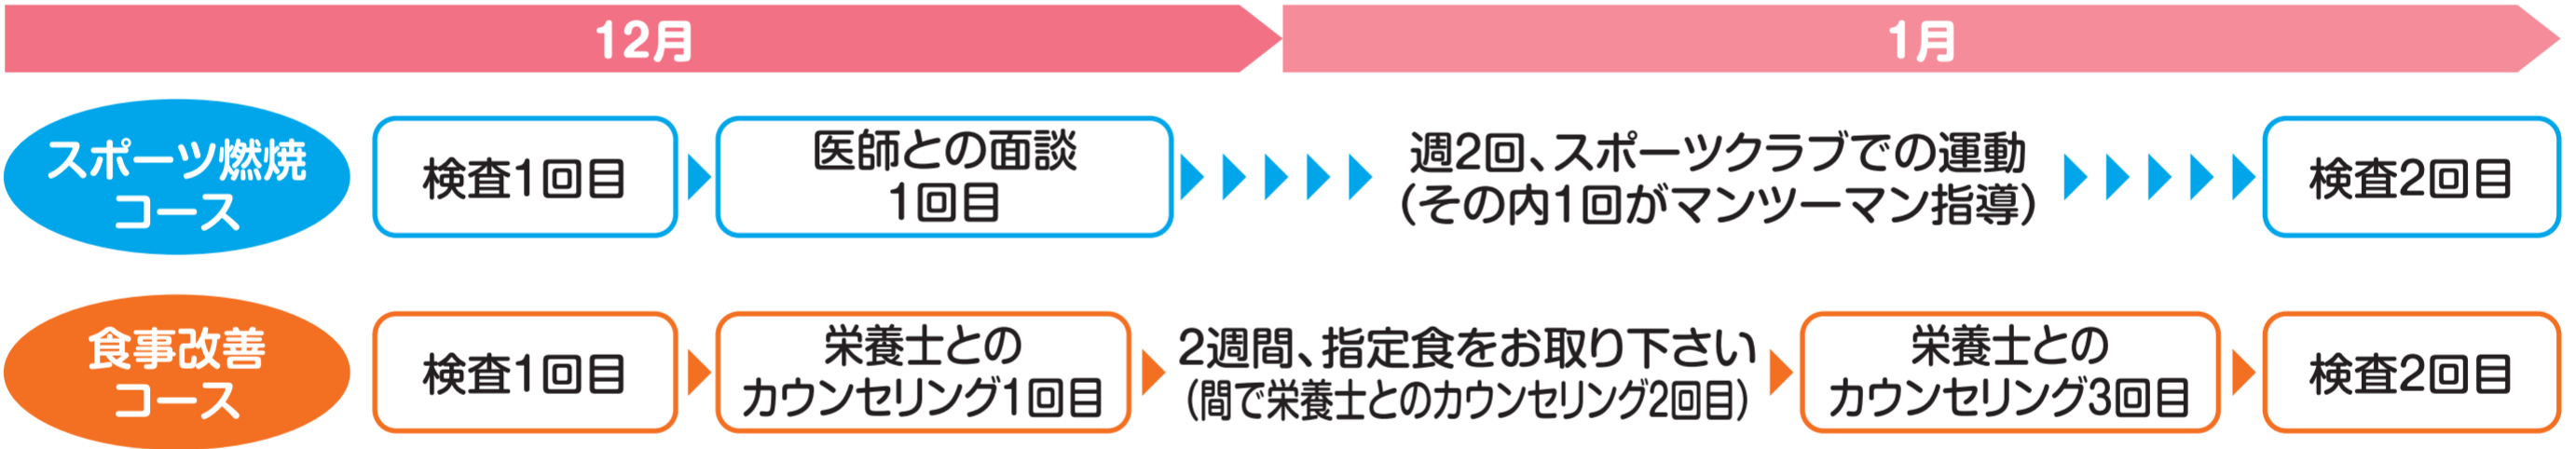 12月
1月
スポーツ燃焼
コース
検査1回目
医師との面談
1回目
週2回、スポーツクラブでの運動
(その内1回がマンツーマン指導)
検査2回目
食事改善
コース
検査1回目
栄養士との
カウンセリング1回目
2週間、指定食をお取り下さい
(間で栄養士とのカウンセリング2回目)
栄養士との
カウンセリング3回目
検査2回目